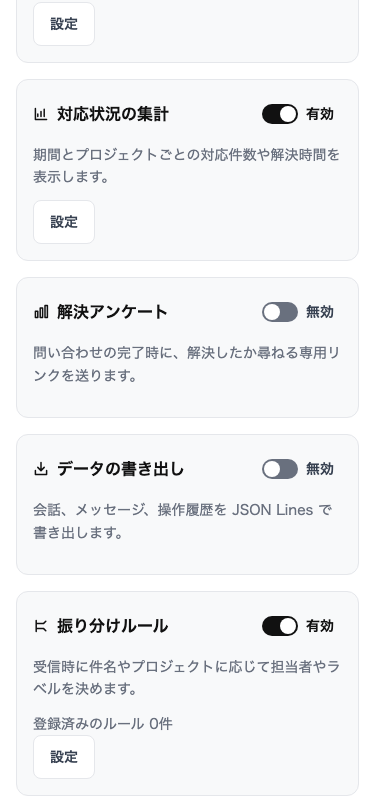 設定
対応状況の集計 有効
期間とプロジェクトごとの対応件数や解決時間を
表示します。
設定
解決アンケート 無効
問い合わせの完了時に、解決したか尋ねる専用リ
ンクを送ります。
データの書き出し 無効
会話、メッセージ、操作履歴を JSON Lines で
書き出します。
振り分けルール 有効
受信時に件名やプロジェクトに応じて担当者やラ
ベルを決めます。
登録済みのルール 0件
設定